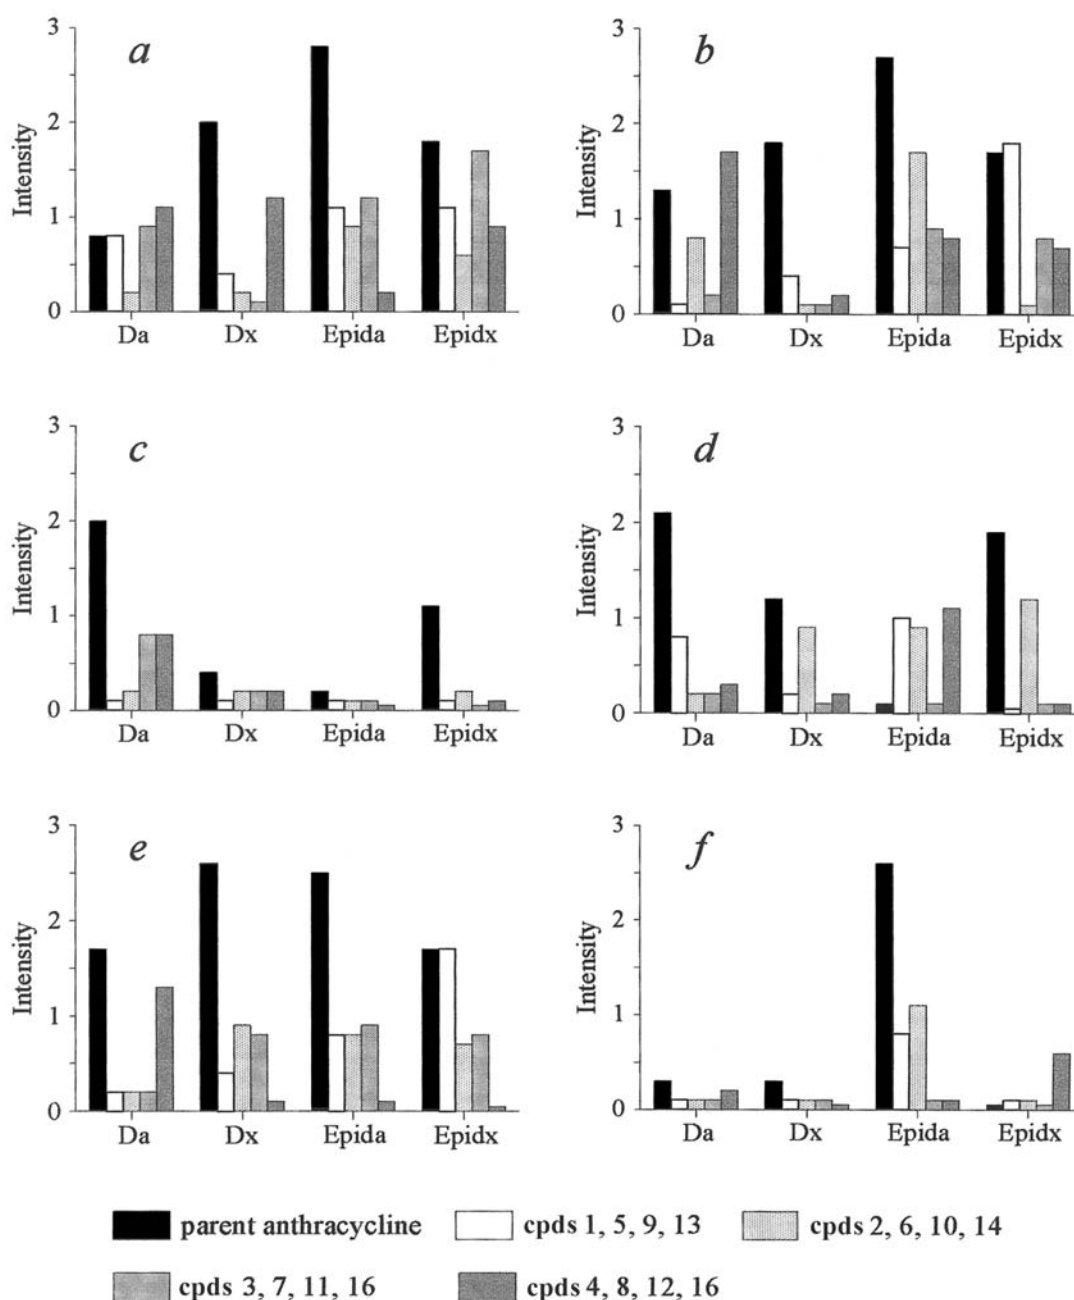 a
3
2
1
0
Intensity
Da Dx Epida Epidx
b
3
2
1
0
Intensity
Da Dx Epida Epidx
c
3
2
1
0
Intensity
Da Dx Epida Epidx
d
3
2
1
0
Intensity
Da Dx Epida Epidx
e
3
2
1
0
Intensity
Da Dx Epida Epidx
f
3
2
1
0
Intensity
Da Dx Epida Epidx
parent anthracycline cpds 1, 5, 9, 13 cpds 2, 6, 10, 14
cpds 3, 7, 11, 16 cpds 4, 8, 12, 16